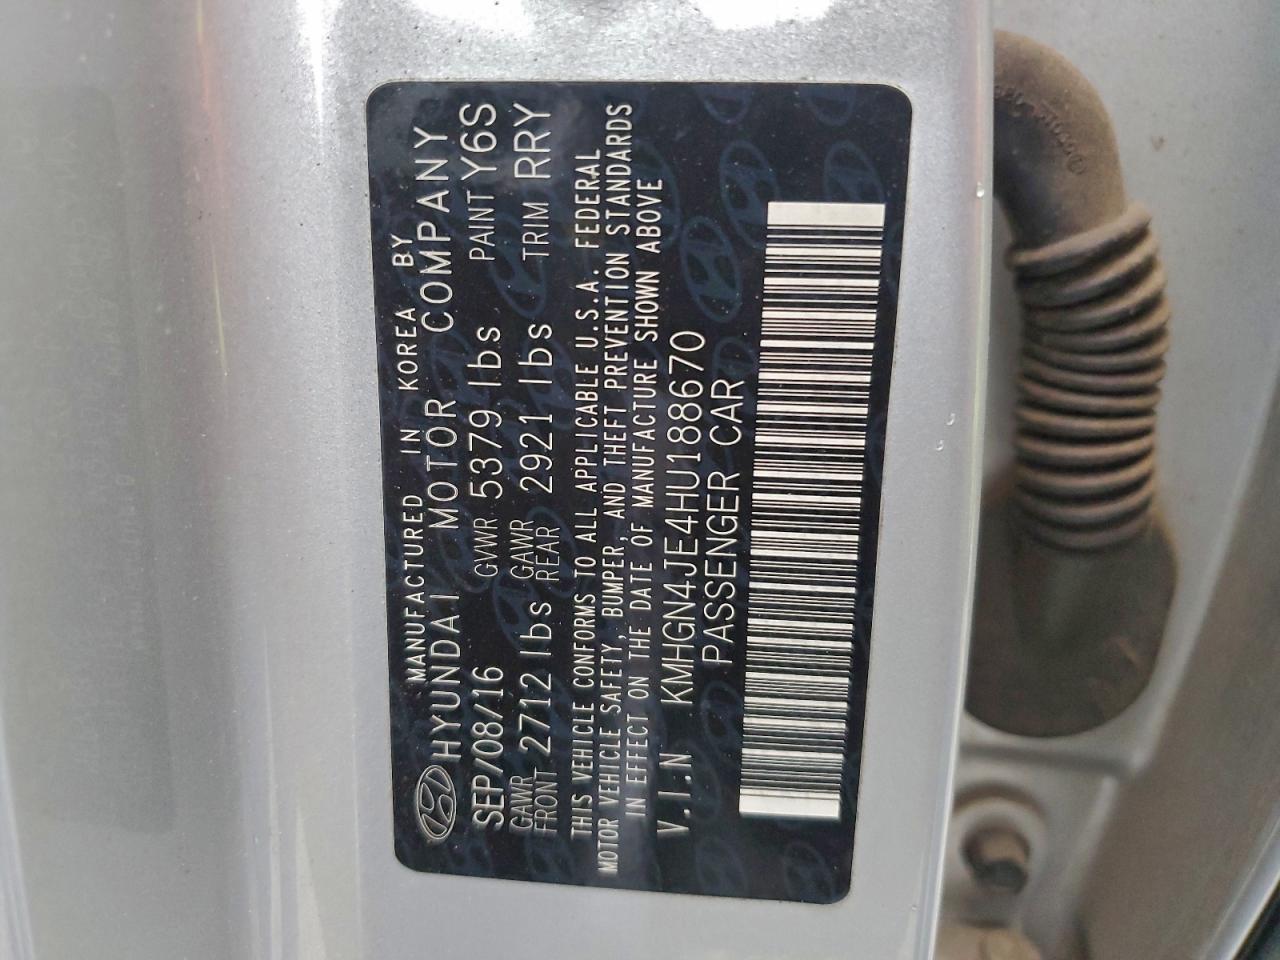 MANUFACTURED IN KOREA BY
HYUNDAI MOTOR COMPANY
SEP/08/16 GVWR 5379 lbs PAINT Y6S
GAWR FRONT 2712 lbs GAWR REAR 2921 lbs TRIM RRY
THIS VEHICLE CONFORMS TO ALL APPLICABLE U.S.A. FEDERAL
MOTOR VEHICLE SAFETY, BUMPER, AND THEFT PREVENTION STANDARDS
IN EFFECT ON THE DATE OF MANUFACTURE SHOWN ABOVE
V.I.N KMHGN4JE4HU188670
PASSENGER CAR